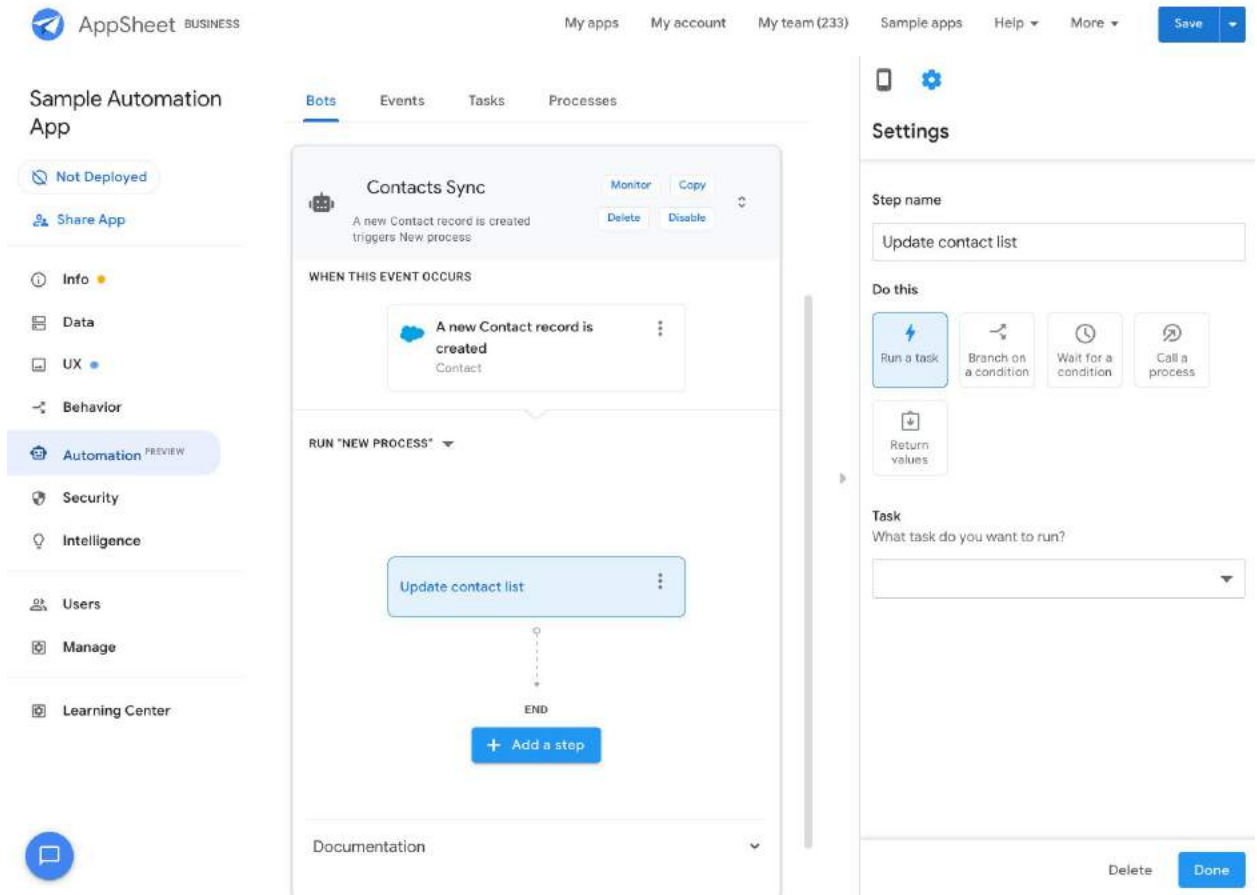 AppSheet BUSINESS
My apps My account My team (233) Sample apps Help More Save
Sample Automation
App
Not Deployed
Share App
Info
Data
UX
Behavior
Automation PREVIEW
Security
Intelligence
Users
Manage
Learning Center
Bots Events Tasks Processes
Contacts Sync
A new Contact record is created
triggers New process
Monitor Copy
Delete Disable
WHEN THIS EVENT OCCURS
A new Contact record is
created
Contact
RUN "NEW PROCESS"
Update contact list
END
+ Add a step
Documentation
Settings
Step name
Update contact list
Do this
Run a task
Branch on
a condition
Wait for a
condition
Call a
process
Return
values
Task
What task do you want to run?
Delete Done